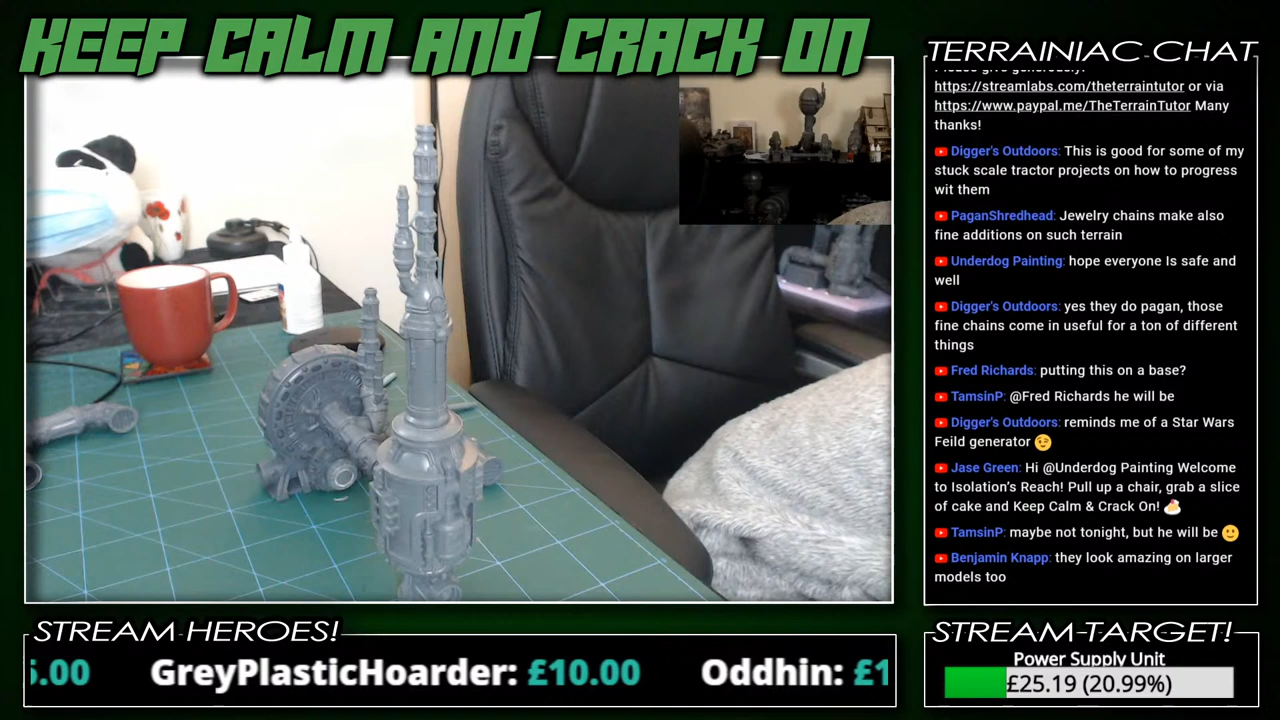 KEEP CALM AND CRACK ON
TERRAINIAC CHAT
https://streamlabs.com/theterraintutor or via
https://www.paypal.me/TheTerrainTutor Many
thanks!
Digger's Outdoors: This is good for some of my
stuck scale tractor projects on how to progress
wit them
PaganShredhead: Jewelry chains make also
fine additions on such terrain
Underdog Painting: hope everyone Is safe and
well
Digger's Outdoors: yes they do pagan, those
fine chains come in useful for a ton of different
things
Fred Richards: putting this on a base?
TamsinP: @Fred Richards he will be
Digger's Outdoors: reminds me of a Star Wars
Feild generator 😉
Jase Green: Hi @Underdog Painting Welcome
to Isolation's Reach! Pull up a chair, grab a slice
of cake and Keep Calm & Crack On! 🍰
TamsinP: maybe not tonight, but he will be 🙂
Benjamin Knapp: they look amazing on larger
models too
STREAM HEROES!
5.00 GreyPlasticHoarder: £10.00 Oddhin: £1
STREAM TARGET!
Power Supply Unit
£25.19 (20.99%)